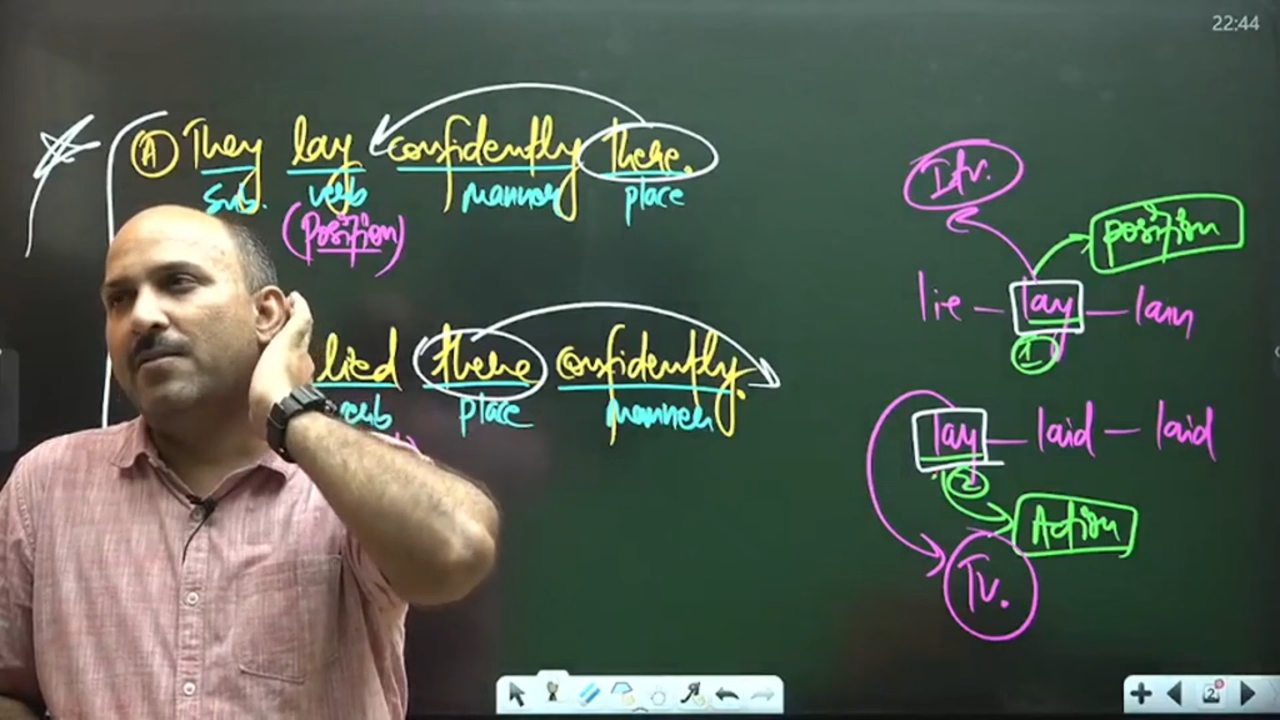 22:44
Ⓐ They lay confidently there.
sub. verb manner place
(Position)
lied there confidently.
verb place manner
Itv.
position
lie – lay – lain
1
lay – laid – laid
2
Action
Tv.
2